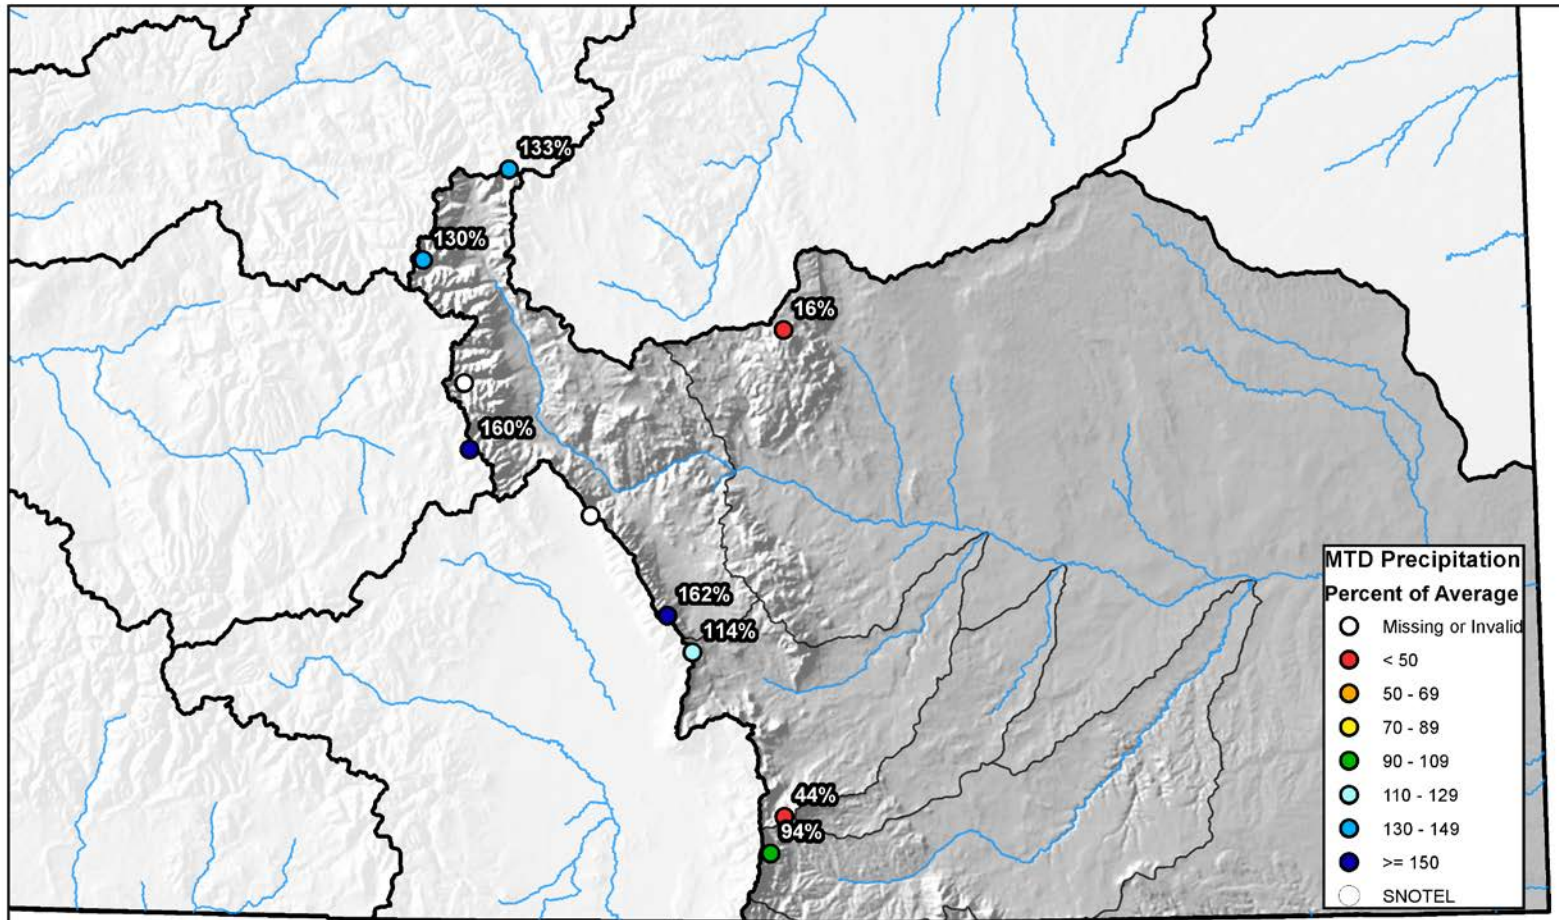 133%
130%
16%
160%
162%
114%
44%
94%
MTD Precipitation
Percent of Average
Missing or Invalid
< 50
50 - 69
70 - 89
90 - 109
110 - 129
130 - 149
>= 150
SNOTEL